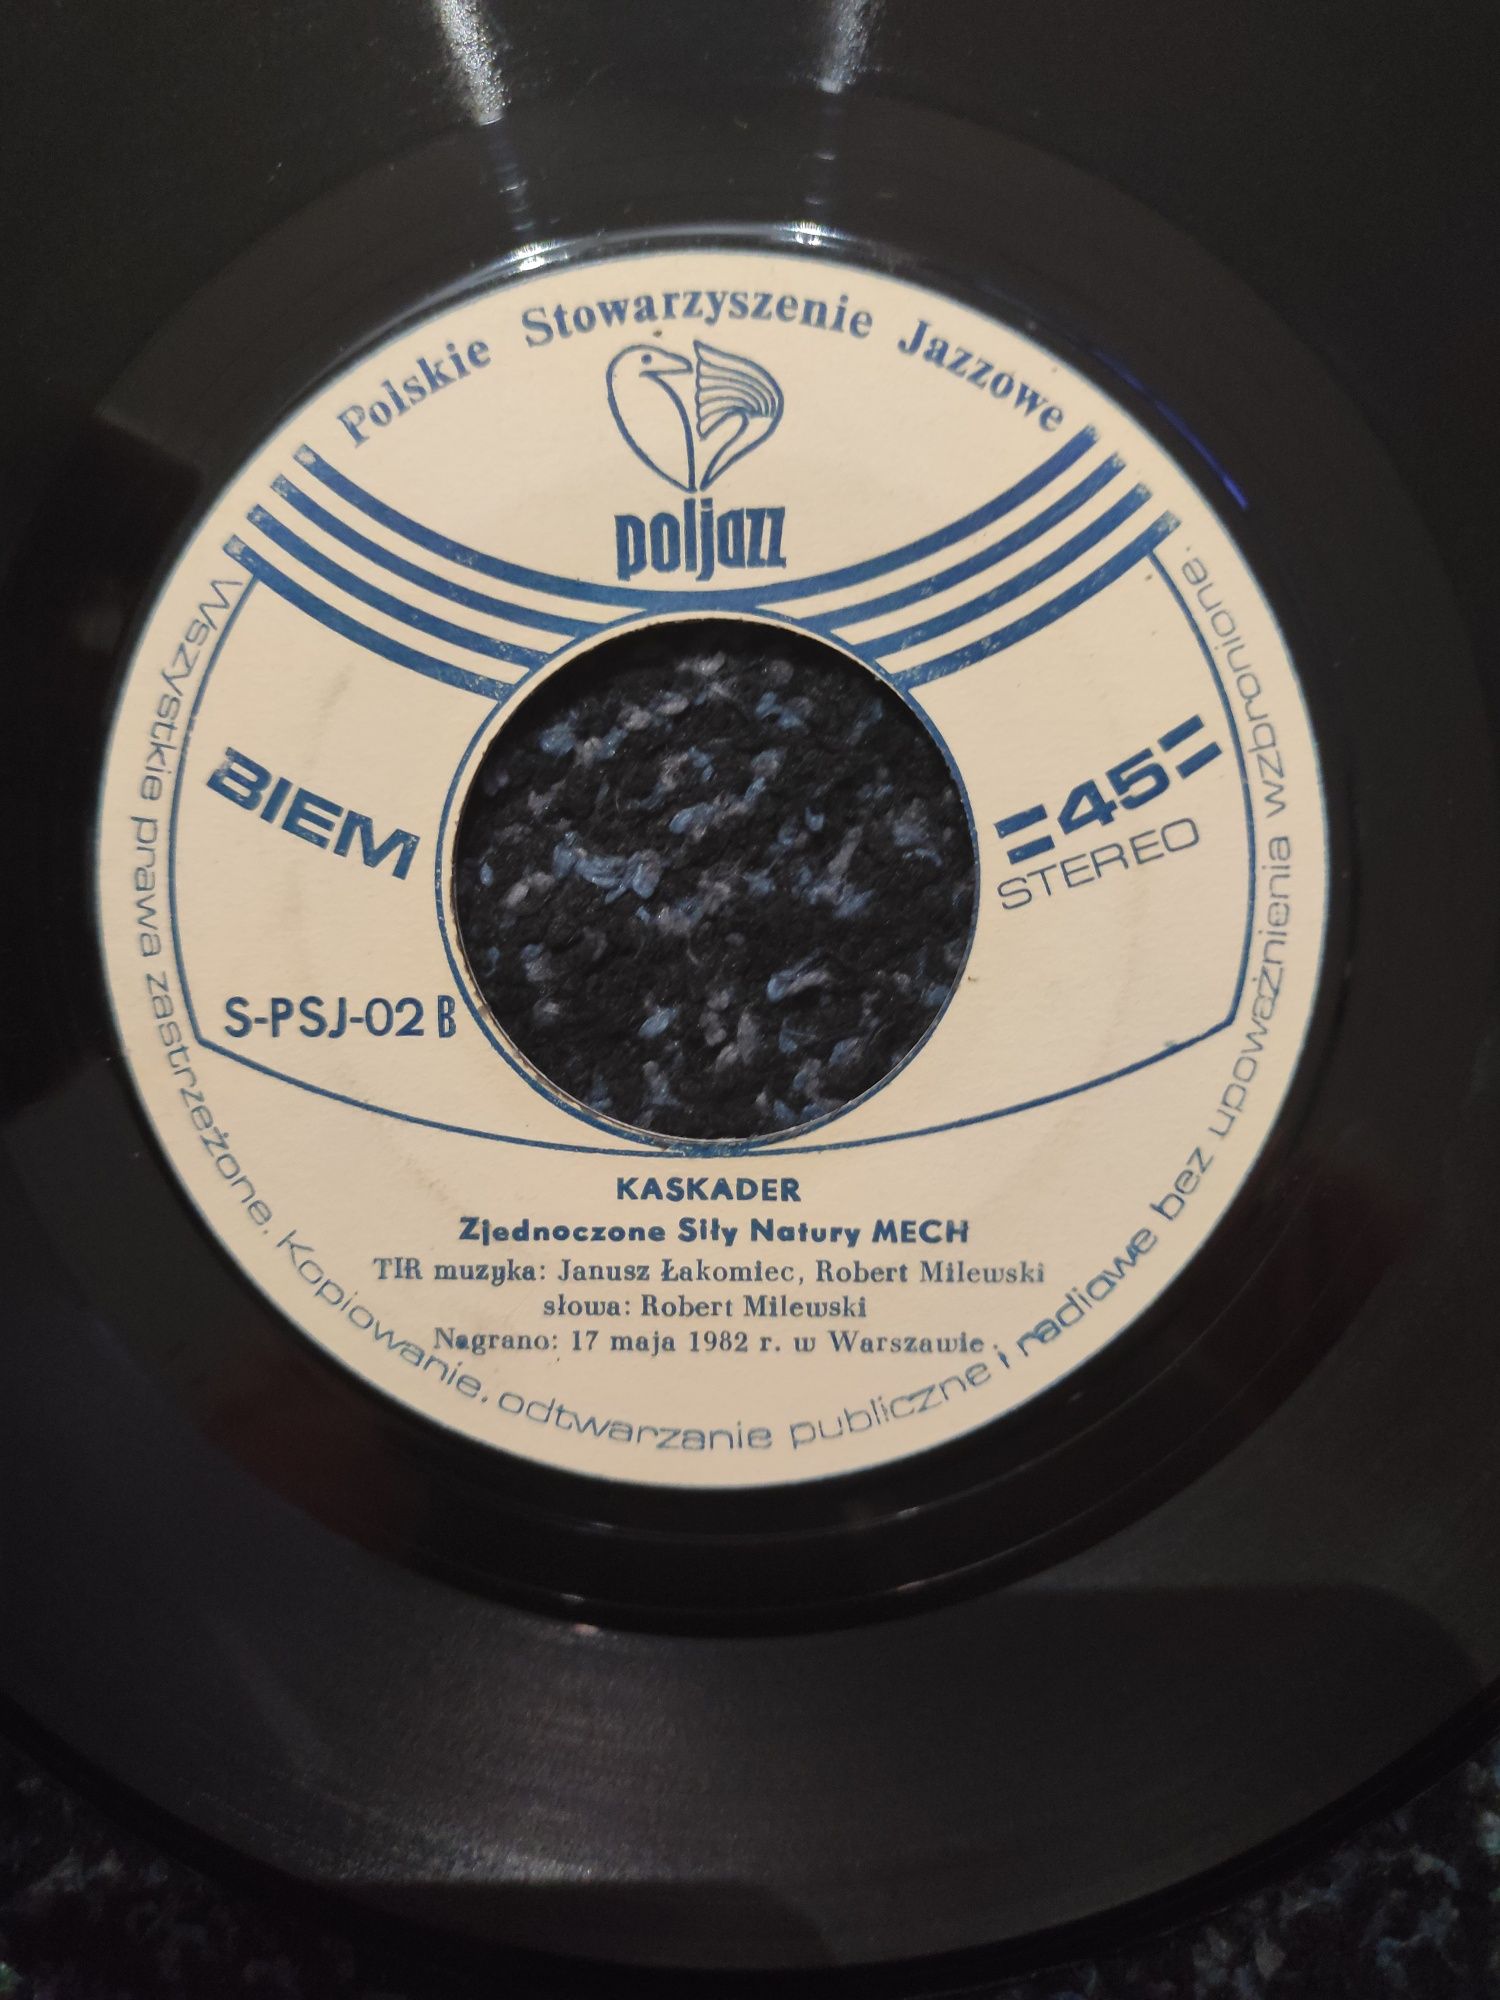 Polskie Stowarzyszenie Jazzowe
poljazz
BIEM
=45=
STEREO
S-PSJ-02 B
KASKADER
Zjednoczone Siły Natury MECH
TIR muzyka: Janusz Łakomiec, Robert Milewski
słowa: Robert Milewski
Nagrano: 17 maja 1982 r. w Warszawie.
Wszystkie prawa zastrzeżone. Kopiowanie, odtwarzanie publiczne i radiowe bez upoważnienia wzbronione.